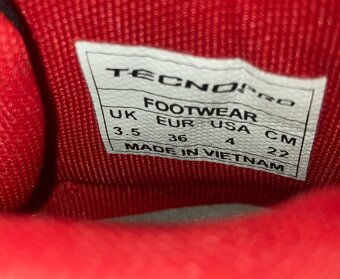 TECNOPRO
FOOTWEAR
UK EUR USA CM
3.5 36 4 22
MADE IN VIETNAM